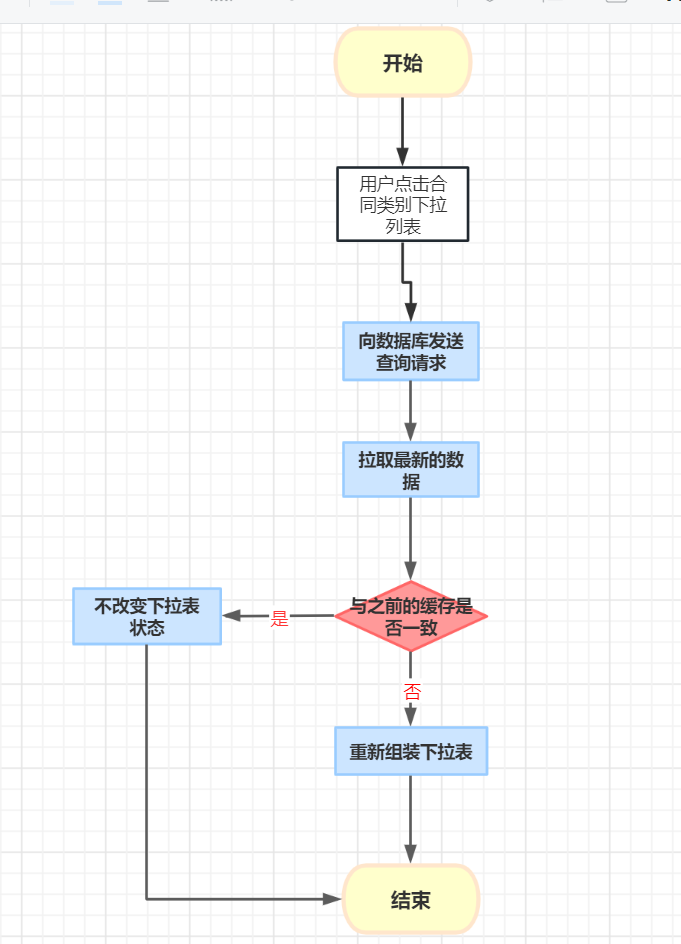 开始
用户点击合
同类别下拉
列表
向数据库发送
查询请求
拉取最新的数
据
与之前的缓存是
否一致
是
不改变下拉表
状态
否
重新组装下拉表
结束